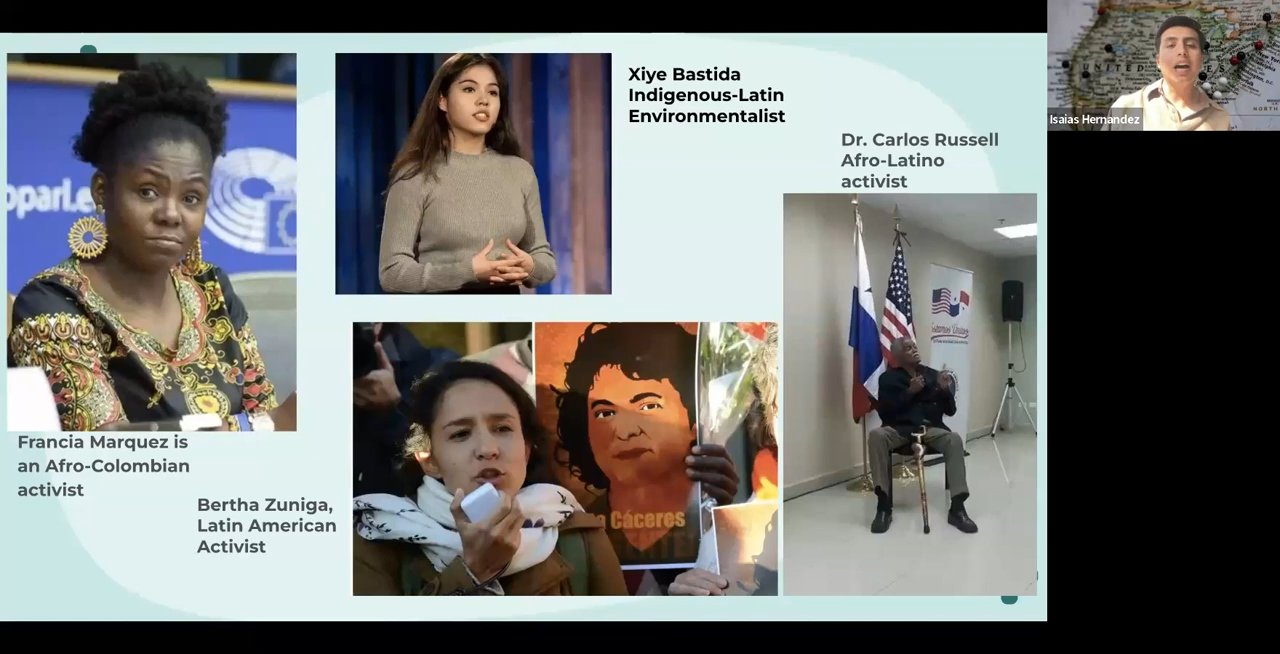 Xiye Bastida
Indigenous-Latin
Environmentalist
Dr. Carlos Russell
Afro-Latino
activist
Francia Marquez is
an Afro-Colombian
activist
Bertha Zuniga,
Latin American
Activist
Cáceres
Isaias Hernandez
UNITED